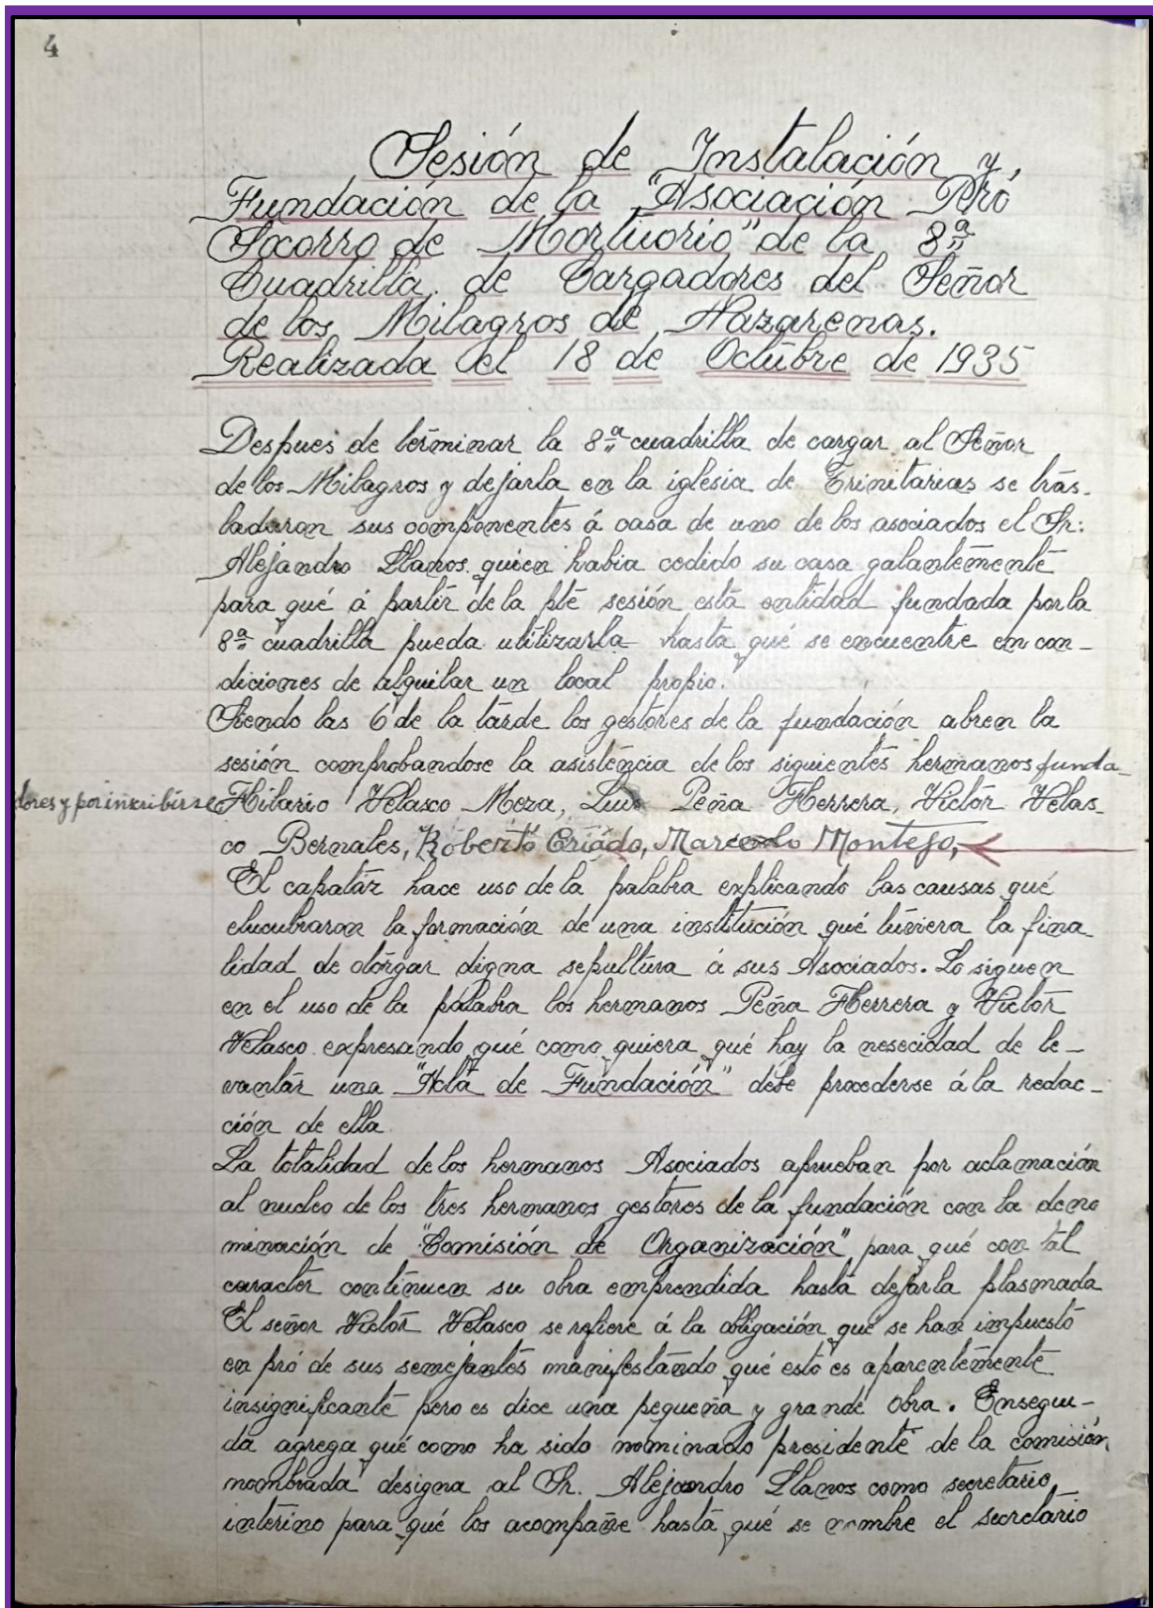 4
Sesión de Instalación y
Fundación de la "Asociación Pró
Socorro de Mortuorio" de la 8ª
Cuadrilla de Cargadores del Señor
de los Milagros de Nazarenas.
Realizada el 18 de Octubre de 1935
Despues de terminar la 8ª cuadrilla de cargar al Señor
de los Milagros y dejarla en la iglesia de Trinitarias se tras-
ladaron sus componentes á casa de uno de los asociados el Sr:
Alejandro Llanos quien habia cedido su casa galantemente
para qué á partir de la pte sesión está entidad fundada por la
8ª cuadrilla pueda utilizarla hasta qué se encuentre en con-
diciones de alquilar un local propio.
Siendo las 6 de la tarde los gestores de la fundación abren la
sesión comprobandose la asistencia de los siguientes hermanos funda-
dores y por inscribirse Hilario Velasco Meza, Luis Peña Herrera, Victor Velas-
co Bernales, Roberto Criado, Marcelo Montejo,
El capatáz hace uso de la palabra explicando las causas qué
elucubraron la formación de una institución qué tuviera la fina
lidad de otorgar digna sepultura á sus Asociados. Lo siguen
en el uso de la palabra los hermanos Peña Herrera y Victor
Velasco expresando qué como quiera qué hay la nesecidad de le-
vantar una "Acta de Fundación" debe procederse á la redac-
ción de ella
La totalidad de los hermanos Asociados aprueban por aclamación
al nucleo de los tres hermanos gestores de la fundación con la deno
minación de "Comisión de Organización" para qué con tal
caracter continuen su obra emprendida hasta dejarla plasmada
El señor Victor Velasco se refiere á la obligación qué se han impuesto
en pró de sus semejantes manifestando qué esto es aparentemente
insignificante pero es dice una pequeña y grande obra. Ensegui-
da agrega qué como ha sido nominado presidente de la comisión
nombrada designa al Sr. Alejandro Llanos como secretario
interino para qué los acompañe hasta qué se nombre el secretario